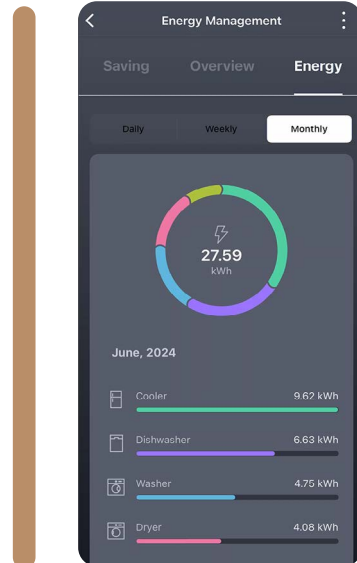 Energy Management
Saving Overview Energy
Daily Weekly Monthly
27.59
kWh
June, 2024
Cooler 9.62 kWh
Dishwasher 6.63 kWh
Washer 4.75 kWh
Dryer 4.08 kWh